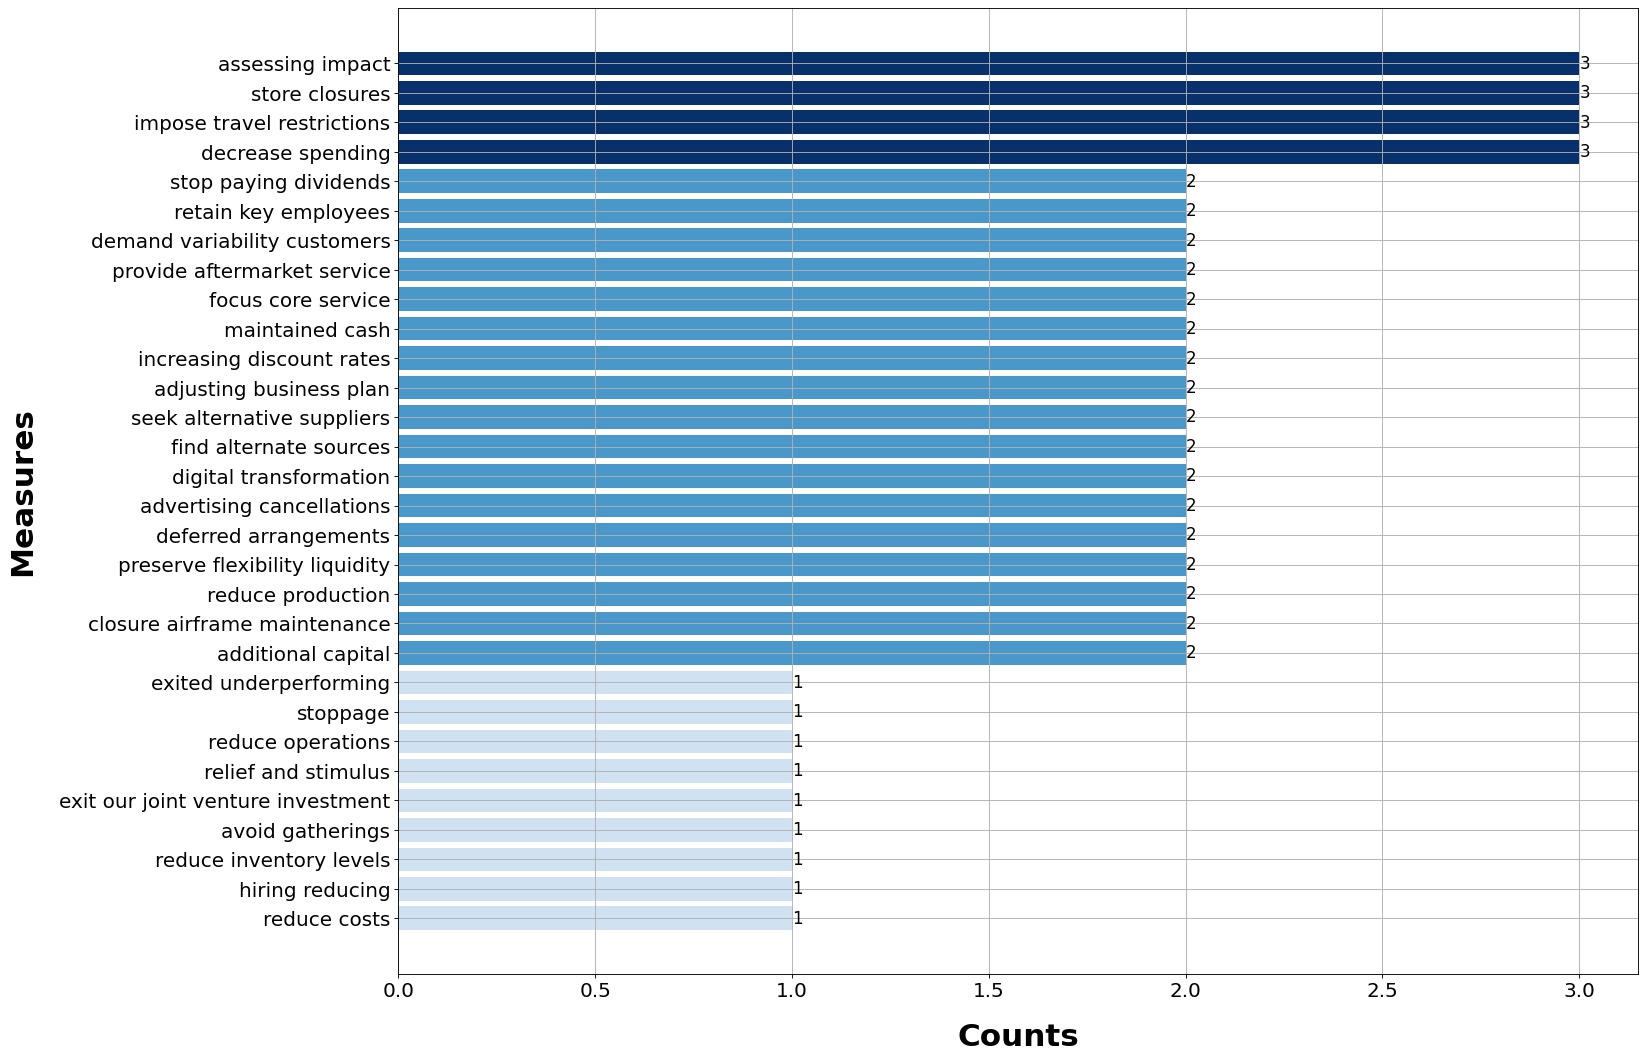 assessing impact 3
store closures 3
impose travel restrictions 3
decrease spending 3
stop paying dividends 2
retain key employees 2
demand variability customers 2
provide aftermarket service 2
focus core service 2
maintained cash 2
increasing discount rates 2
adjusting business plan 2
seek alternative suppliers 2
find alternate sources 2
digital transformation 2
advertising cancellations 2
deferred arrangements 2
preserve flexibility liquidity 2
reduce production 2
closure airframe maintenance 2
additional capital 2
exited underperforming 1
stoppage 1
reduce operations 1
relief and stimulus 1
exit our joint venture investment 1
avoid gatherings 1
reduce inventory levels 1
hiring reducing 1
reduce costs 1
Measures
0.0 0.5 1.0 1.5 2.0 2.5 3.0
Counts